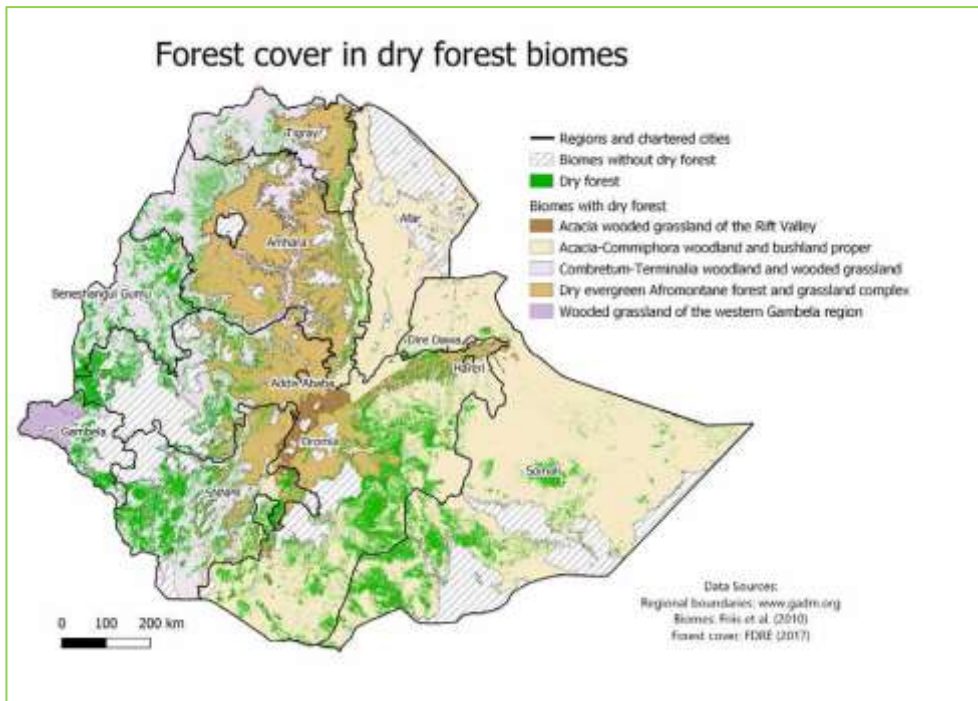 Forest cover in dry forest biomes
Regions and chartered cities
Biomes without dry forest
Dry forest
Biomes with dry forest
Acacia wooded grassland of the Rift Valley
Acacia-Commiphora woodland and bushland proper
Combretum-Terminalia woodland and wooded grassland
Dry evergreen Afromontane forest and grassland complex
Wooded grassland of the western Gambela region
Tigray
Afar
Amhara
Beneshangul Gumu
Dire Dawa
Hareri
Addis Ababa
Gambela
Oromia
Somali
SNNPR
Data Sources:
Regional boundaries: www.gadm.org
Biomes: Friis et al. (2010)
Forest cover: FDRE (2017)
0 100 200 km